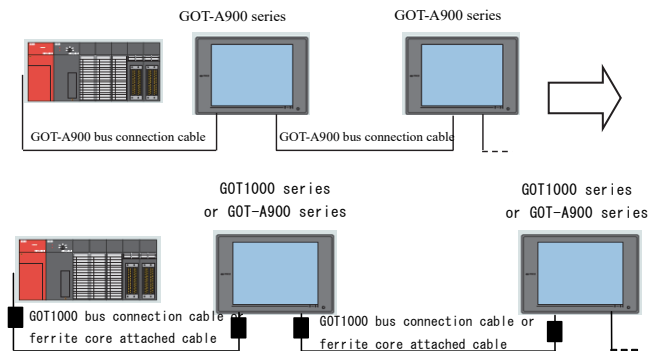 GOT-A900 series
GOT-A900 series
GOT-A900 bus connection cable
GOT-A900 bus connection cable
GOT1000 series
or GOT-A900 series
GOT1000 series
or GOT-A900 series
GOT1000 bus connection cable or
ferrite core attached cable
GOT1000 bus connection cable or
ferrite core attached cable